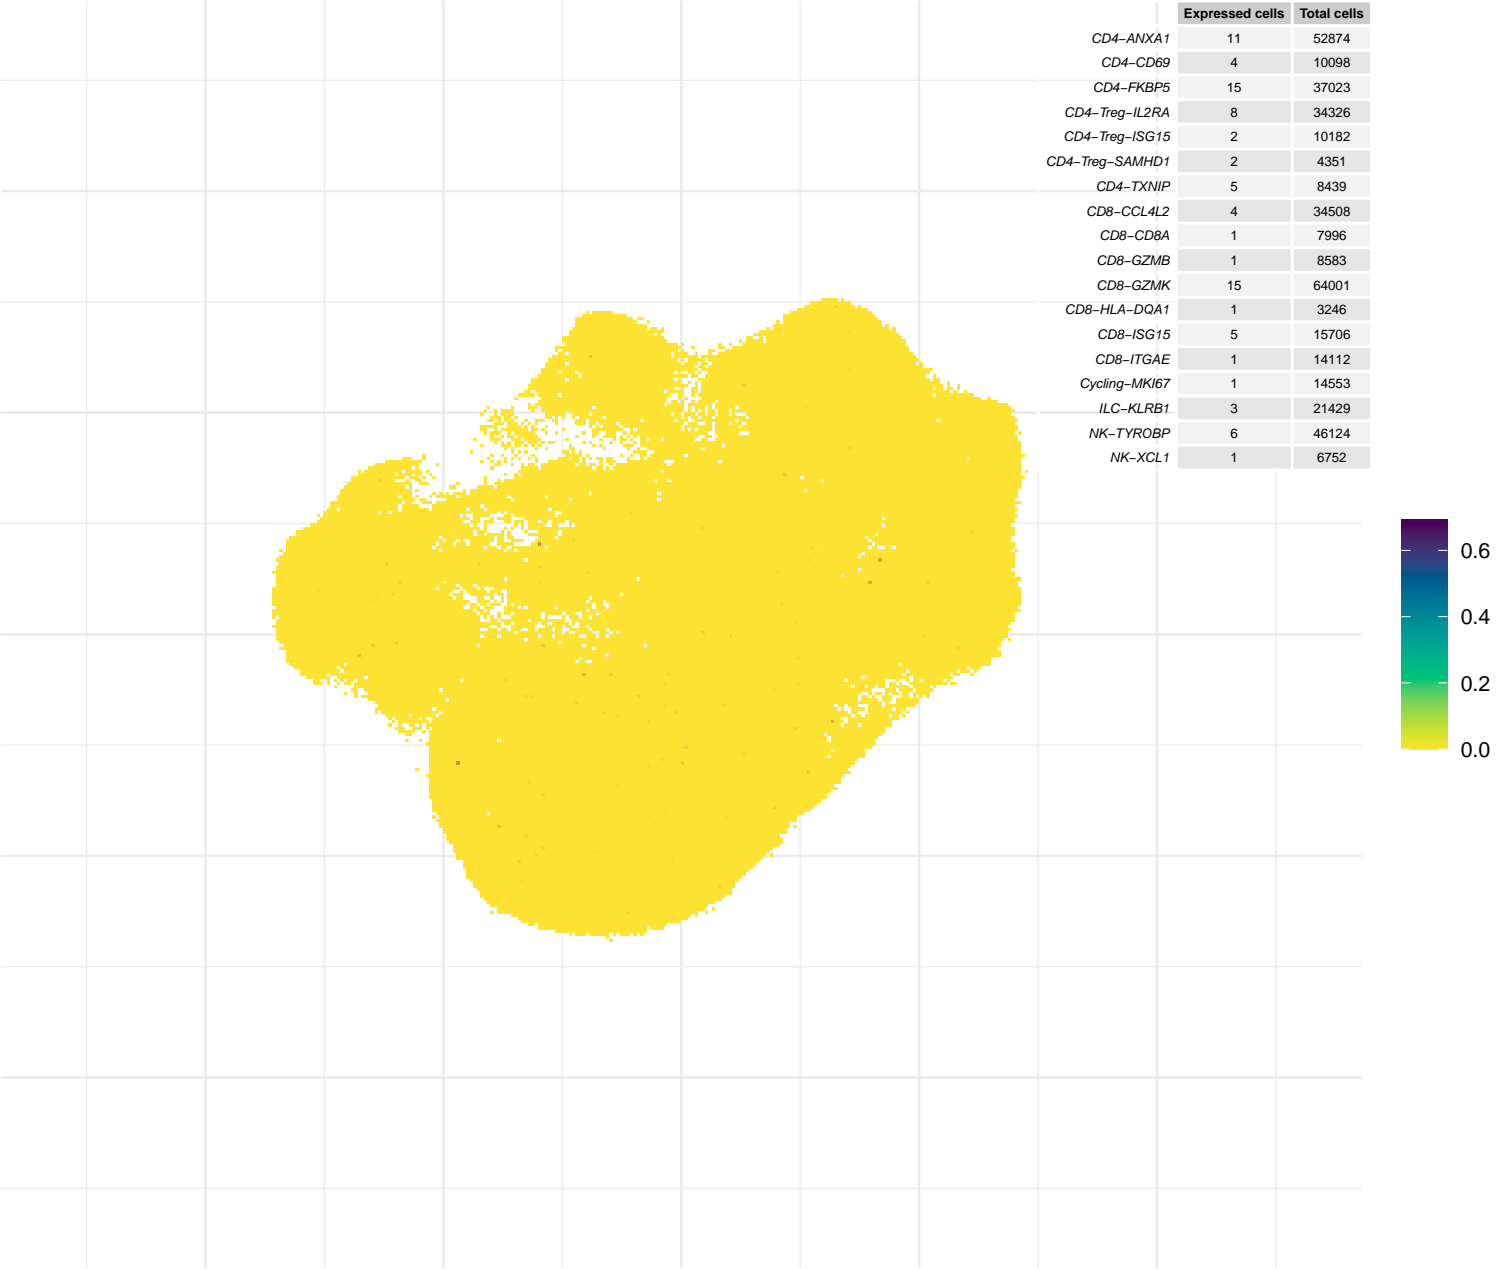 Expressed cells Total cells
CD4−ANXA1 11 52874
CD4−CD69 4 10098
CD4−FKBP5 15 37023
CD4−Treg−IL2RA 8 34326
CD4−Treg−ISG15 2 10182
CD4−Treg−SAMHD1 2 4351
CD4−TXNIP 5 8439
CD8−CCL4L2 4 34508
CD8−CD8A 1 7996
CD8−GZMB 1 8583
CD8−GZMK 15 64001
CD8−HLA−DQA1 1 3246
CD8−ISG15 5 15706
CD8−ITGAE 1 14112
Cycling−MKI67 1 14553
ILC−KLRB1 3 21429
NK−TYROBP 6 46124
NK−XCL1 1 6752
0.6
0.4
0.2
0.0